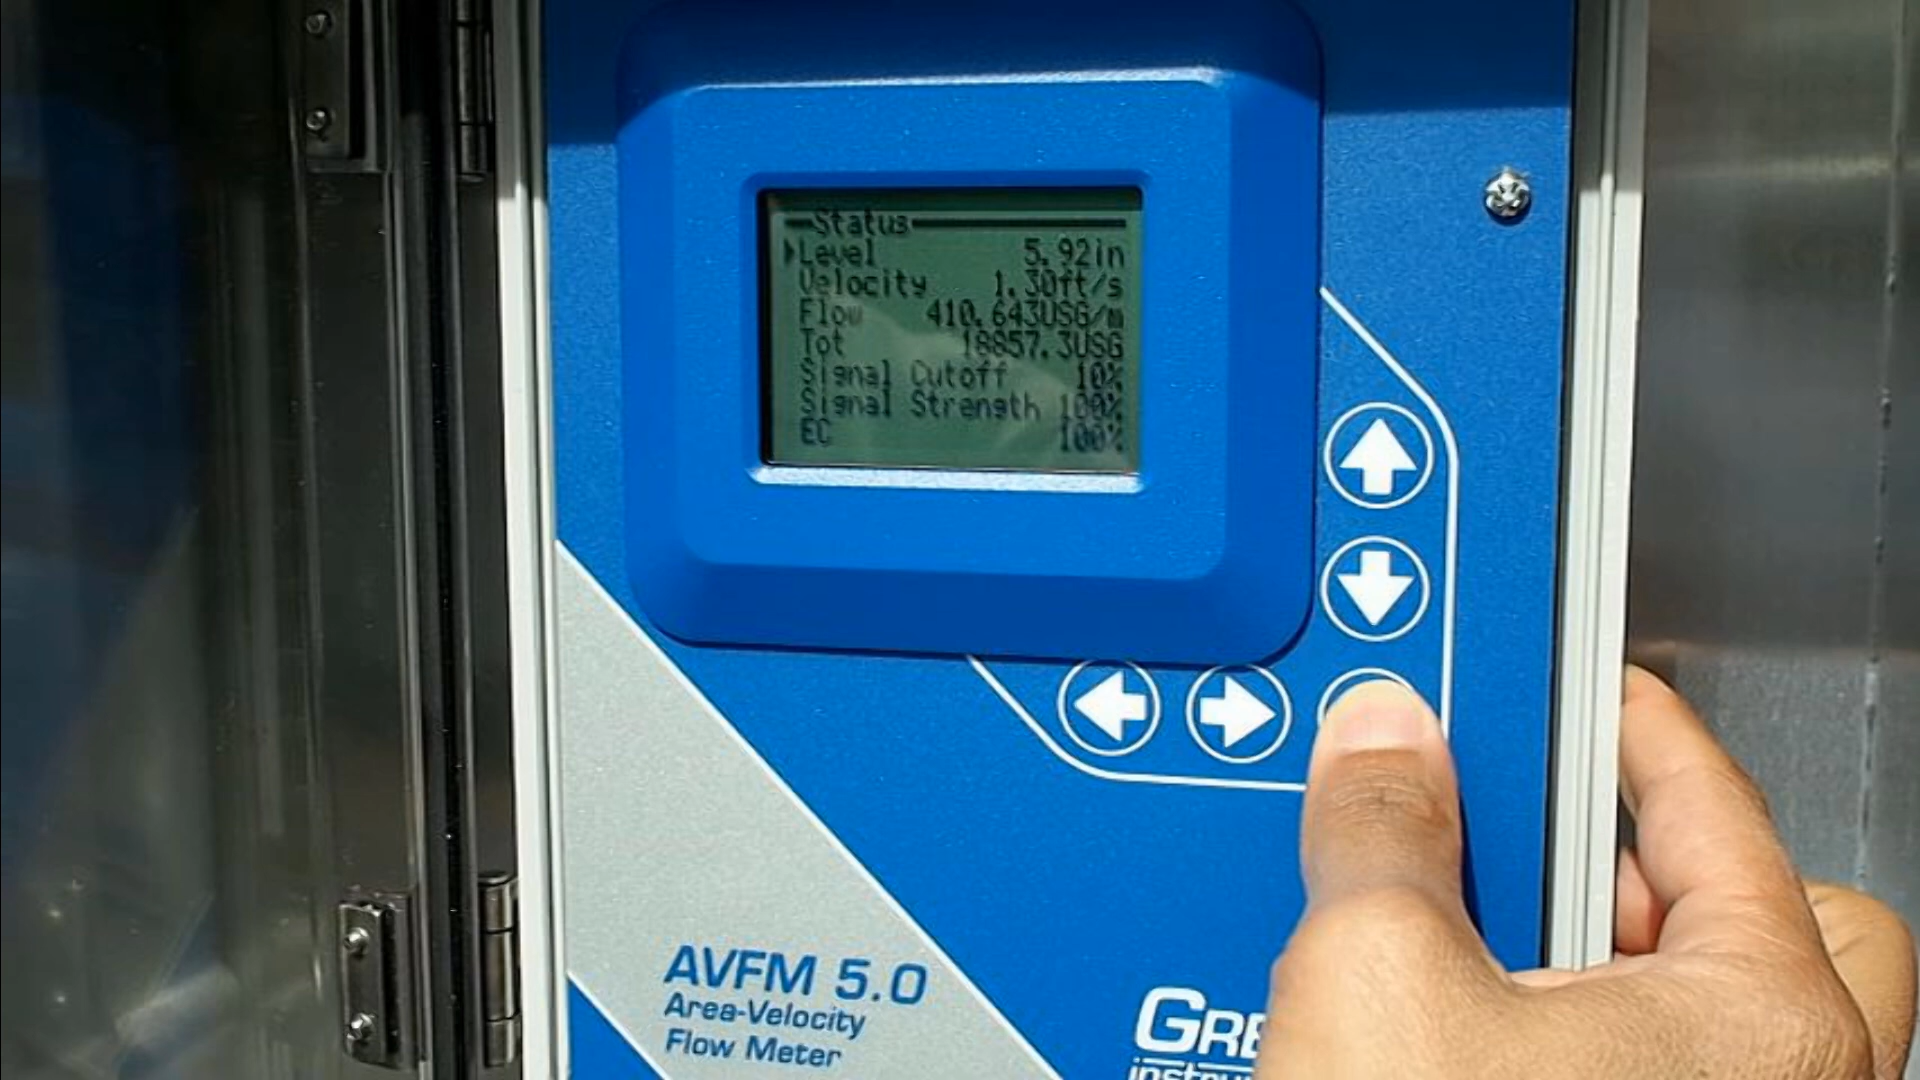 Status
Level 5.92in
Velocity 1.30ft/s
Flow 410.643USG/m
Tot 18857.3USG
Signal Cutoff 10%
Signal Strength 100%
EC 100%
AVFM 5.0
Area-Velocity
Flow Meter